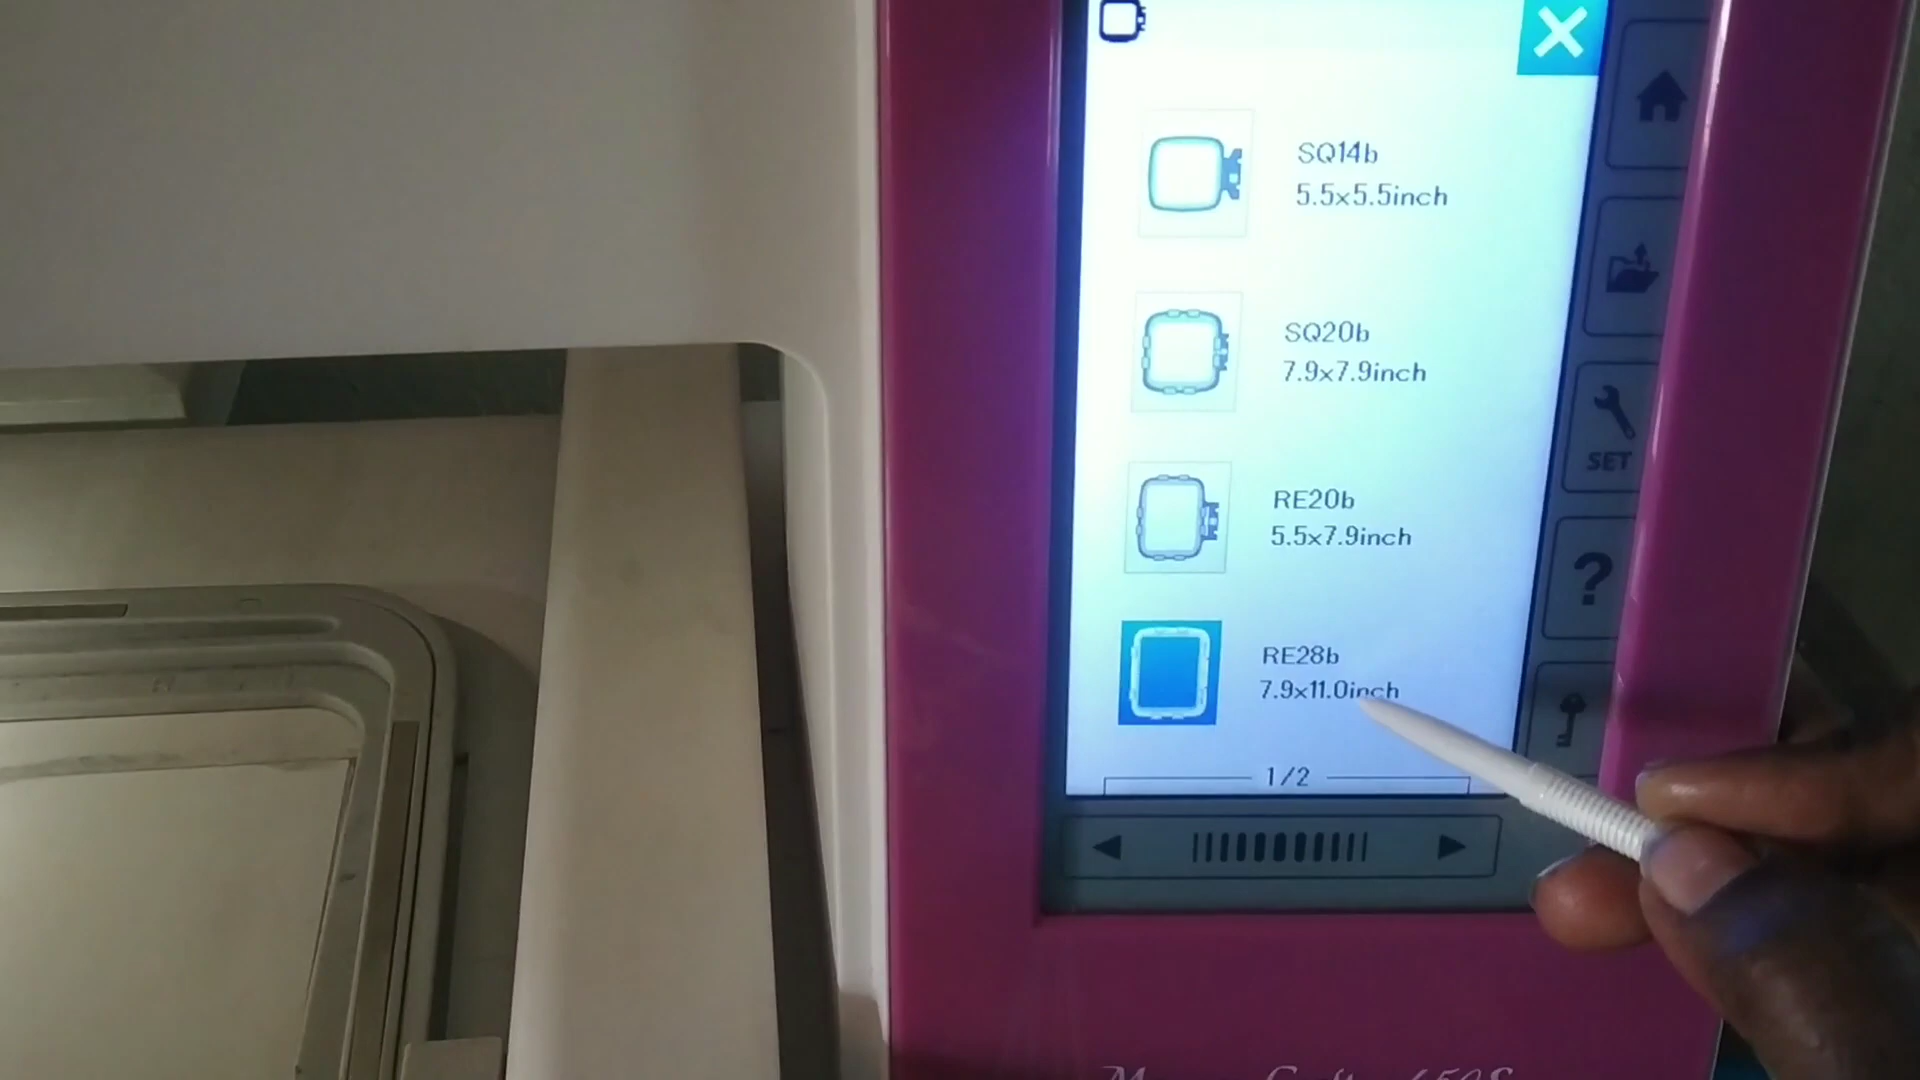 SQ14b
5.5x5.5inch
SQ20b
7.9x7.9inch
RE20b
5.5x7.9inch
SET
RE28b
7.9x11.0inch
1/2
?